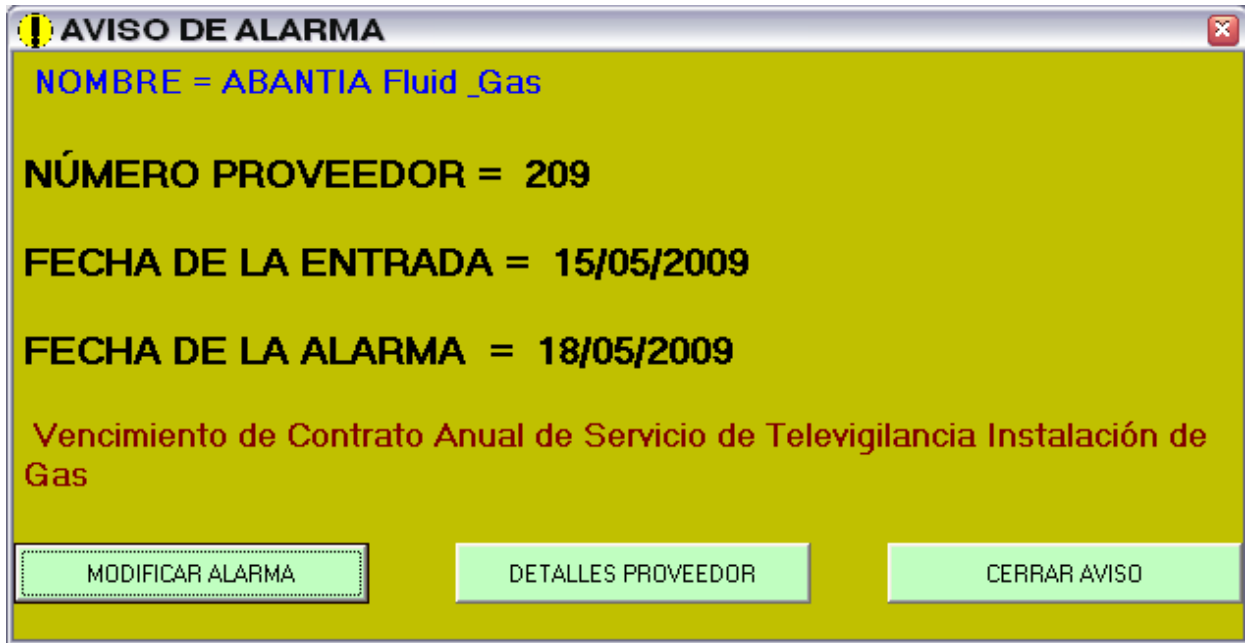 AVISO DE ALARMA
NOMBRE = ABANTIA Fluid _Gas
NÚMERO PROVEEDOR = 209
FECHA DE LA ENTRADA = 15/05/2009
FECHA DE LA ALARMA = 18/05/2009
Vencimiento de Contrato Anual de Servicio de Televigilancia Instalación de
Gas
MODIFICAR ALARMA DETALLES PROVEEDOR CERRAR AVISO